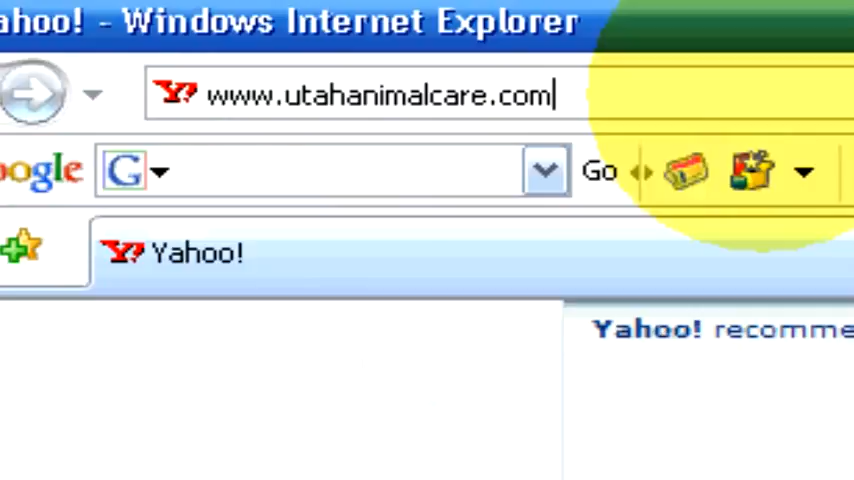 ahoo! - Windows Internet Explorer
www.utahanimalcare.com
oogle G Go
Yahoo!
Yahoo! recomme